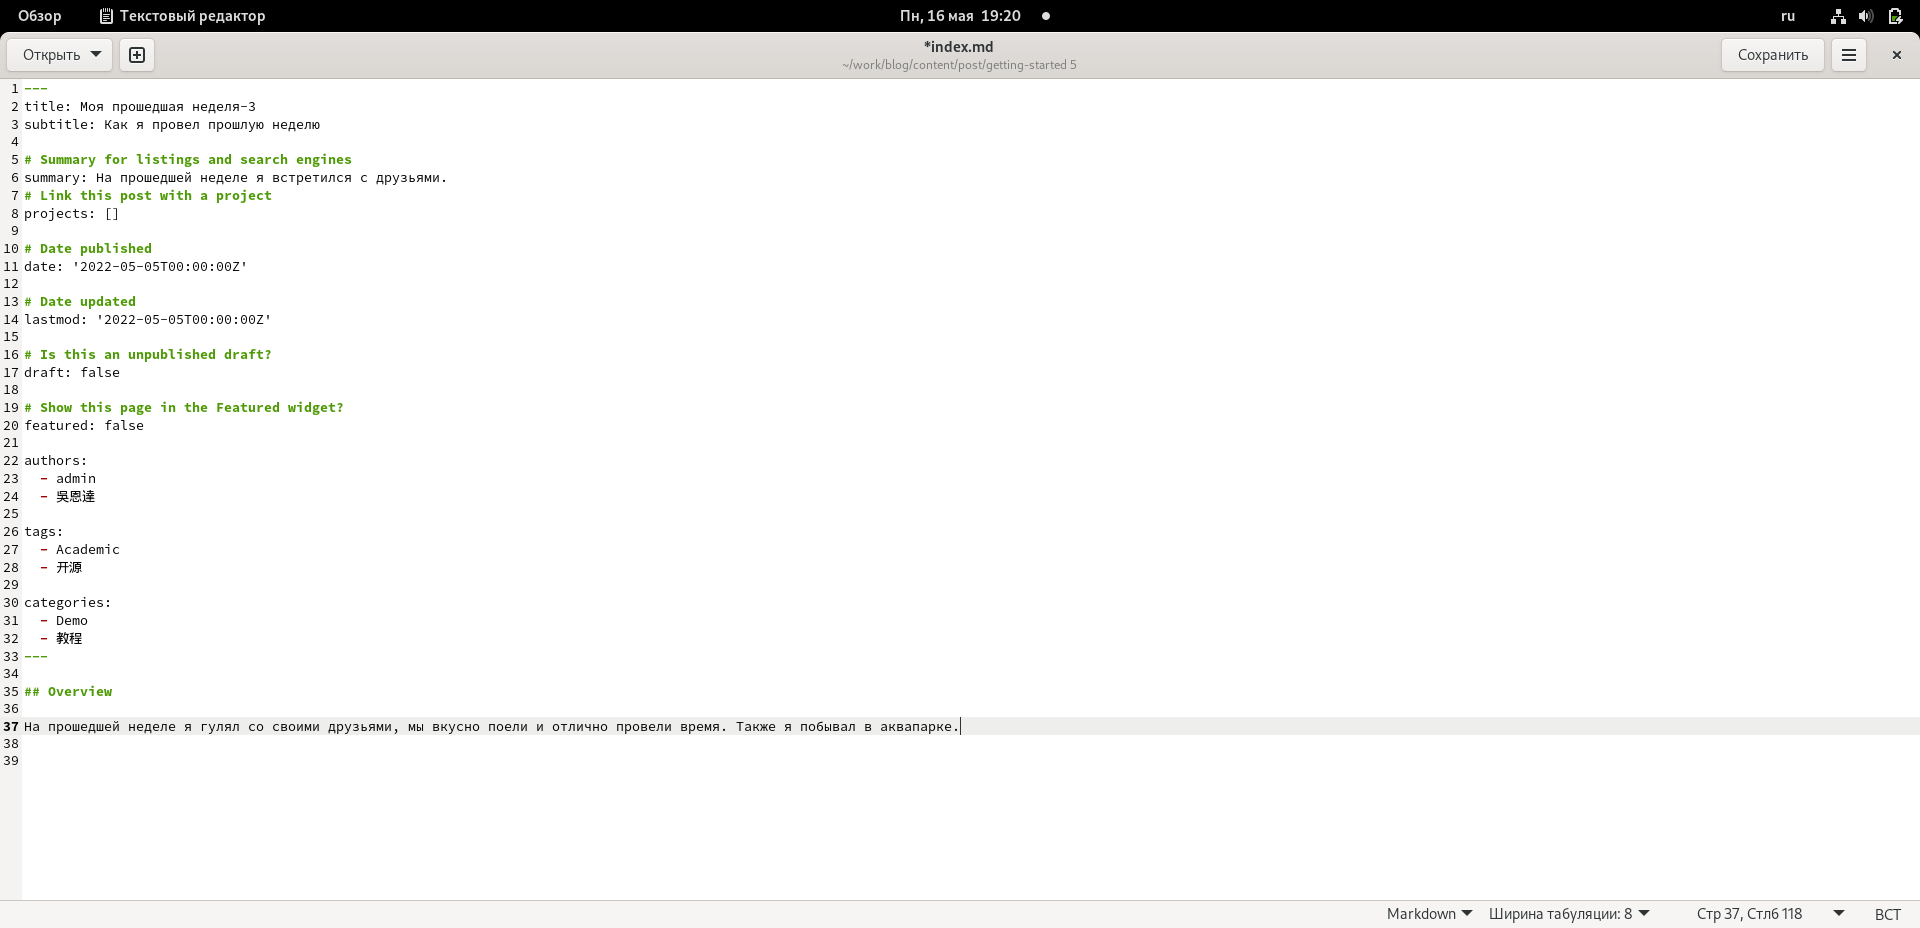 Обзор Текстовый редактор Пн, 16 мая 19:20 ru
Открыть *index.md Сохранить
~/work/blog/content/post/getting-started 5
1 ---
2 title: Моя прошедшая неделя-3
3 subtitle: Как я провел прошлую неделю
4
5 # Summary for listings and search engines
6 summary: На прошедшей неделе я встретился с друзьями.
7 # Link this post with a project
8 projects: []
9
10 # Date published
11 date: '2022-05-05T00:00:00Z'
12
13 # Date updated
14 lastmod: '2022-05-05T00:00:00Z'
15
16 # Is this an unpublished draft?
17 draft: false
18
19 # Show this page in the Featured widget?
20 featured: false
21
22 authors:
23   - admin
24   - 吳恩達
25
26 tags:
27   - Academic
28   - 开源
29
30 categories:
31   - Demo
32   - 教程
33 ---
34
35 ## Overview
36
37 На прошедшей неделе я гулял со своими друзьями, мы вкусно поели и отлично провели время. Также я побывал в аквапарке.
38
39
Markdown Ширина табуляции: 8 Стр 37, Стлб 118 ВСТ